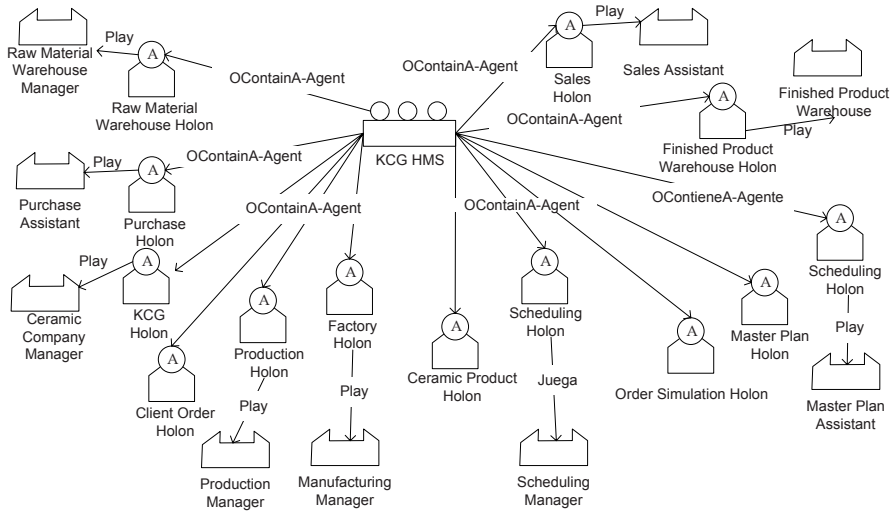 Play
Raw Material
Warehouse
Manager
A
Raw Material
Warehouse Holon
OContainA-Agent
KCG HMS
OContainA-Agent
A
Sales
Holon
Play
Sales Assistant
OContainA-Agent
A
Finished Product
Warehouse Holon
Play
Finished Product
Warehouse
Play
Purchase
Assistant
A
Purchase
Holon
OContainA-Agent
OContainA-Agent
OContainA-Agent
OContieneA-Agente
A
Scheduling
Holon
Play
Master Plan
Assistant
Play
Ceramic
Company
Manager
A
KCG
Holon
A
Client Order
Holon
A
Production
Holon
Play
Production
Manager
A
Factory
Holon
Play
Manufacturing
Manager
A
Ceramic Product
Holon
A
Scheduling
Holon
Juega
Scheduling
Manager
A
Order Simulation Holon
A
Master Plan
Holon